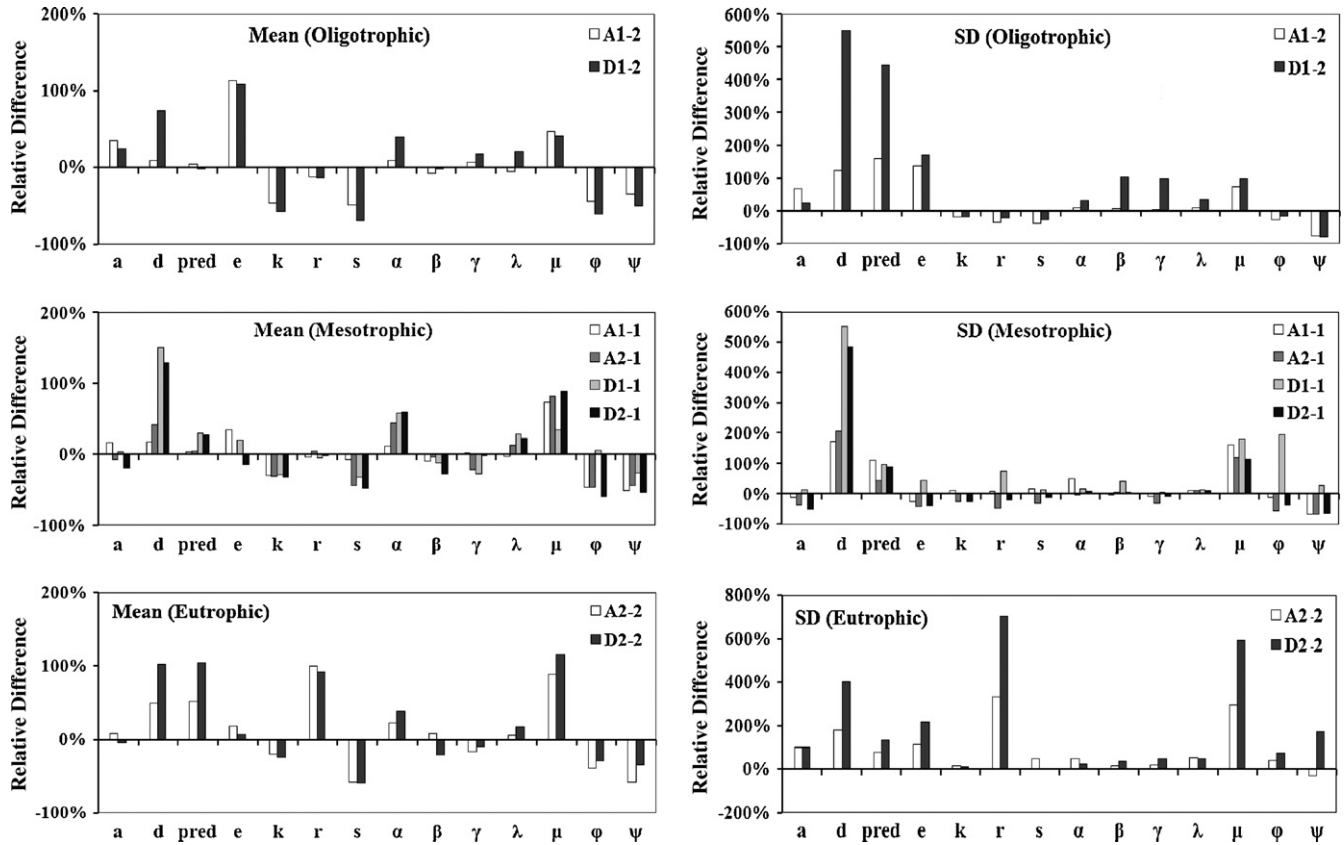 Mean (Oligotrophic)
A1-2
D1-2
Relative Difference
200%
100%
0%
-100%
a d pred e k r s α β γ λ μ φ ψ
SD (Oligotrophic)
A1-2
D1-2
Relative Difference
600%
500%
400%
300%
200%
100%
0%
-100%
a d pred e k r s α β γ λ μ φ ψ
Mean (Mesotrophic)
A1-1
A2-1
D1-1
D2-1
Relative Difference
200%
100%
0%
-100%
a d pred e k r s α β γ λ μ φ ψ
SD (Mesotrophic)
A1-1
A2-1
D1-1
D2-1
Relative Difference
600%
500%
400%
300%
200%
100%
0%
-100%
a d pred e k r s α β γ λ μ φ ψ
Mean (Eutrophic)
A2-2
D2-2
Relative Difference
200%
100%
0%
-100%
a d pred e k r s α β γ λ μ φ ψ
SD (Eutrophic)
A2-2
D2-2
Relative Difference
800%
600%
400%
200%
0%
-200%
a d pred e k r s α β γ λ μ φ ψ